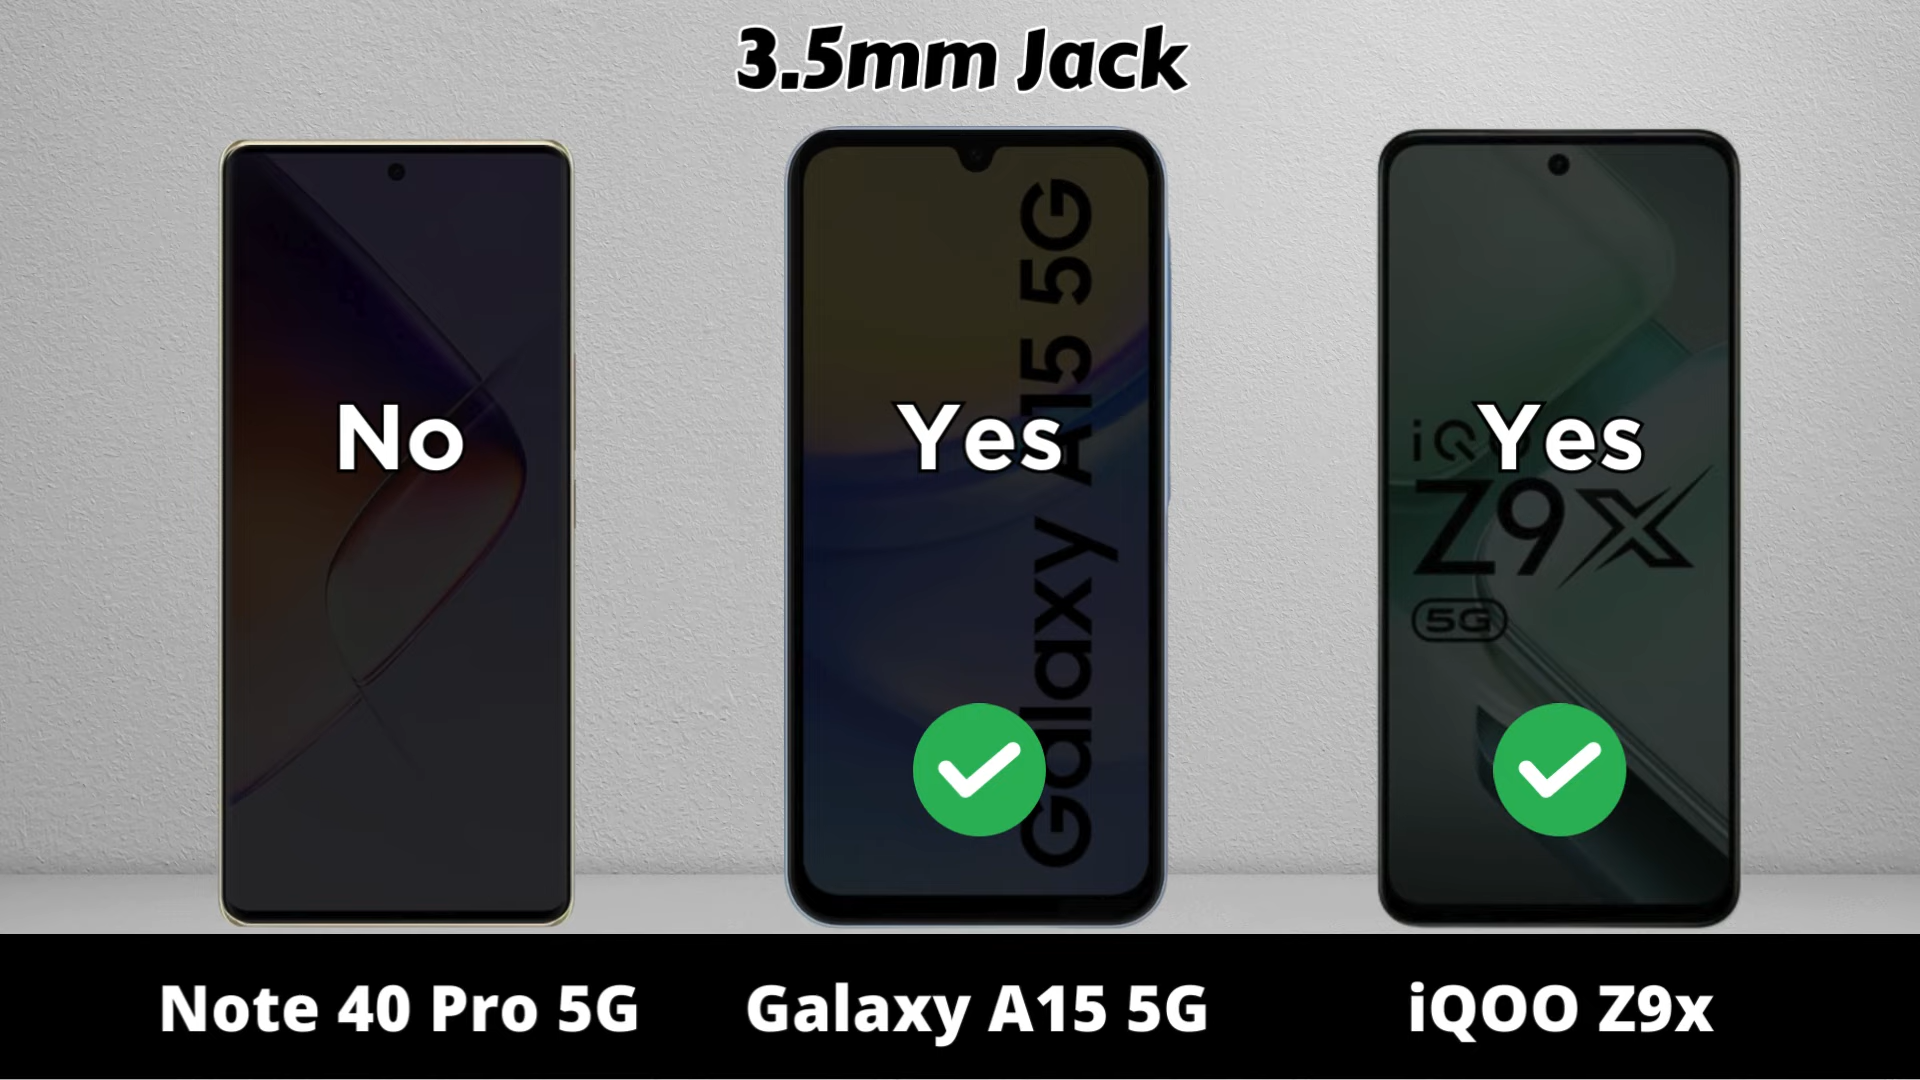 3.5mm Jack
No
Yes
Yes
Galaxy A15 5G
iQOO
Z9x
5G
Note 40 Pro 5G
Galaxy A15 5G
iQOO Z9x